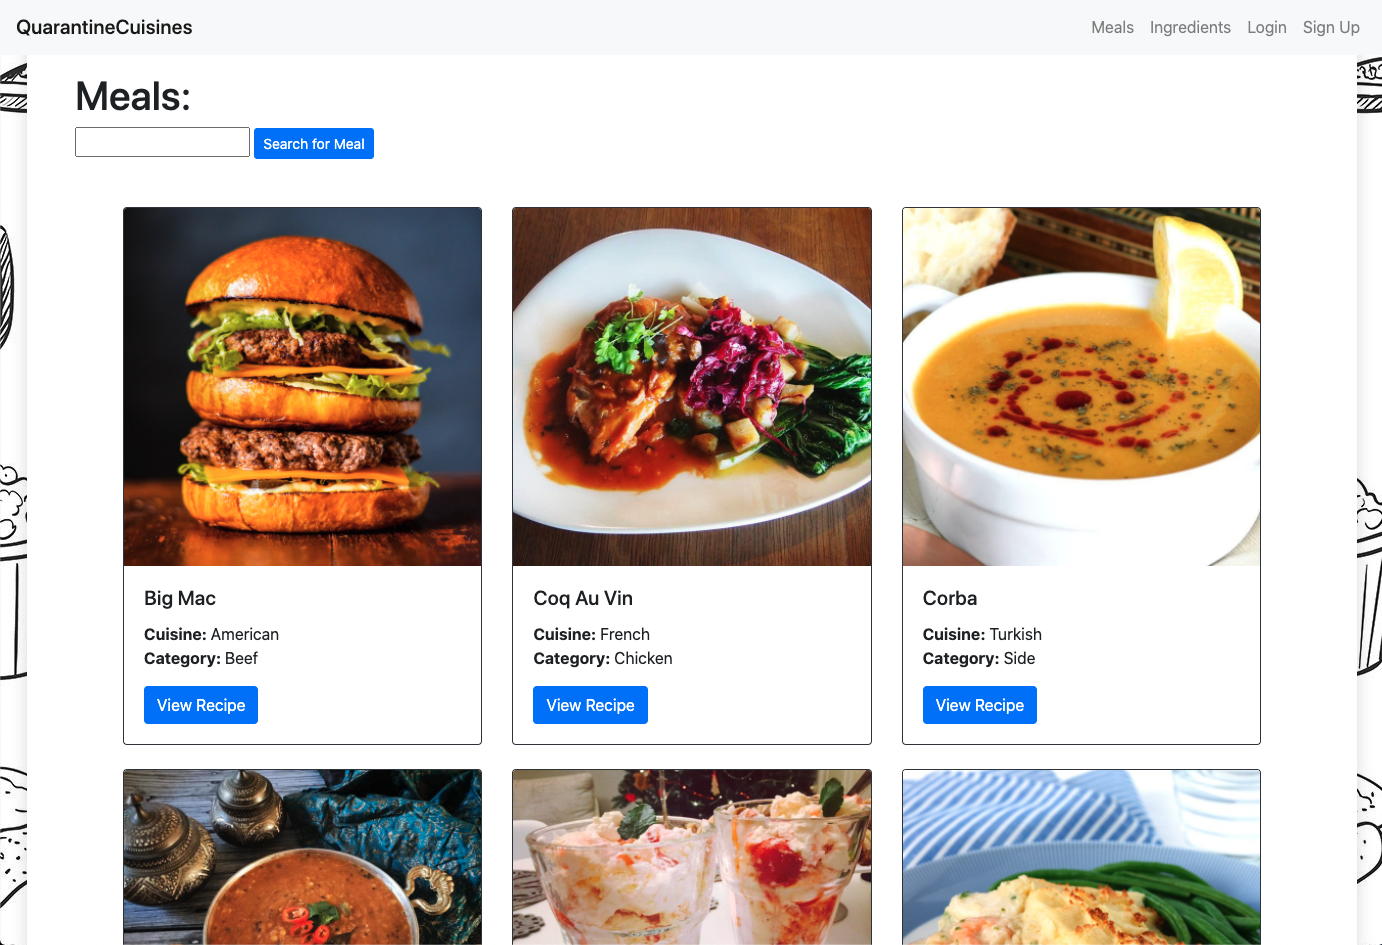 QuarantineCuisines
Meals Ingredients Login Sign Up
Meals:
Search for Meal
Big Mac
Cuisine: American
Category: Beef
View Recipe
Coq Au Vin
Cuisine: French
Category: Chicken
View Recipe
Corba
Cuisine: Turkish
Category: Side
View Recipe